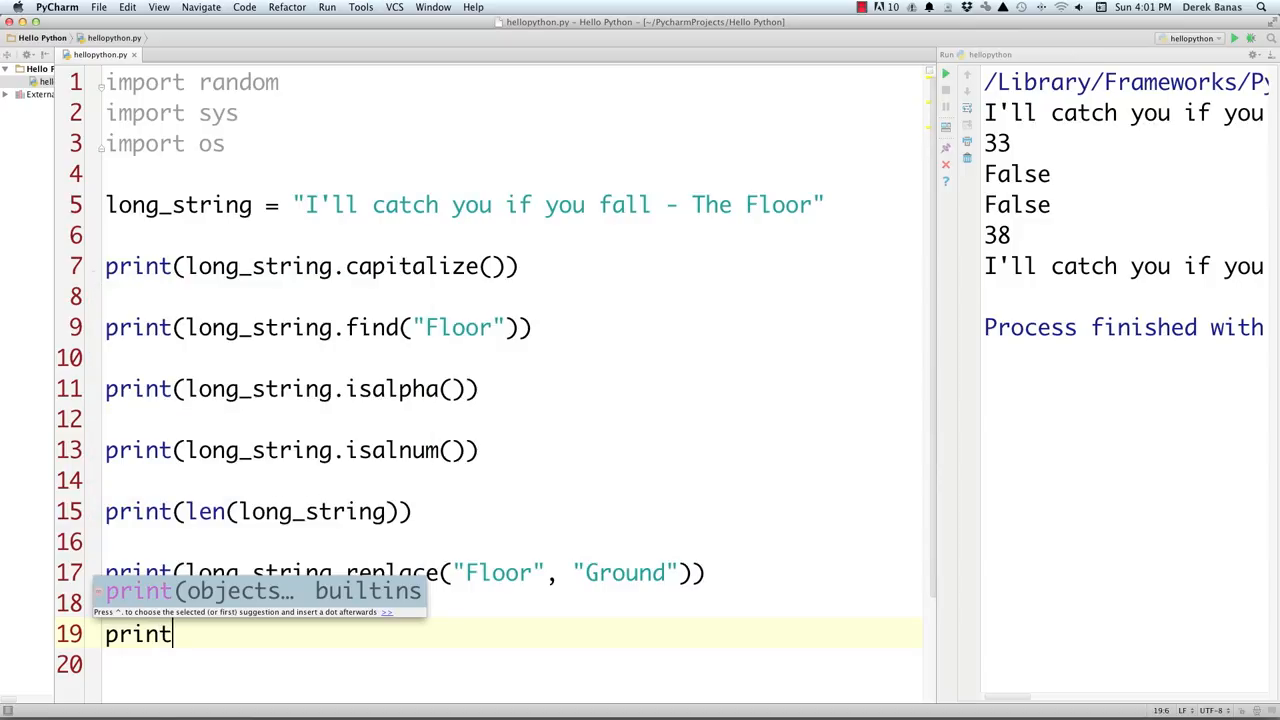 PyCharm File Edit View Navigate Code Refactor Run Tools VCS Window Help 10 Sun 4:01 PM Derek Banas
hellopython.py - Hello Python - [~/PycharmProjects/Hello Python]
Hello Python hellopython.py hellopython
hellopython.py Run hellopython
Hello P
hell
Extern
1 import random
2 import sys
3 import os
4
5 long_string = "I'll catch you if you fall - The Floor"
6
7 print(long_string.capitalize())
8
9 print(long_string.find("Floor"))
10
11 print(long_string.isalpha())
12
13 print(long_string.isalnum())
14
15 print(len(long_string))
16
17 print(long_string.replace("Floor", "Ground"))
print(objects… builtins
18
Press ^. to choose the selected (or first) suggestion and insert a dot afterwards >>
19 print
20
/Library/Frameworks/Py
I'll catch you if you
33
False
False
38
I'll catch you if you
Process finished with
19:6 LF UTF-8